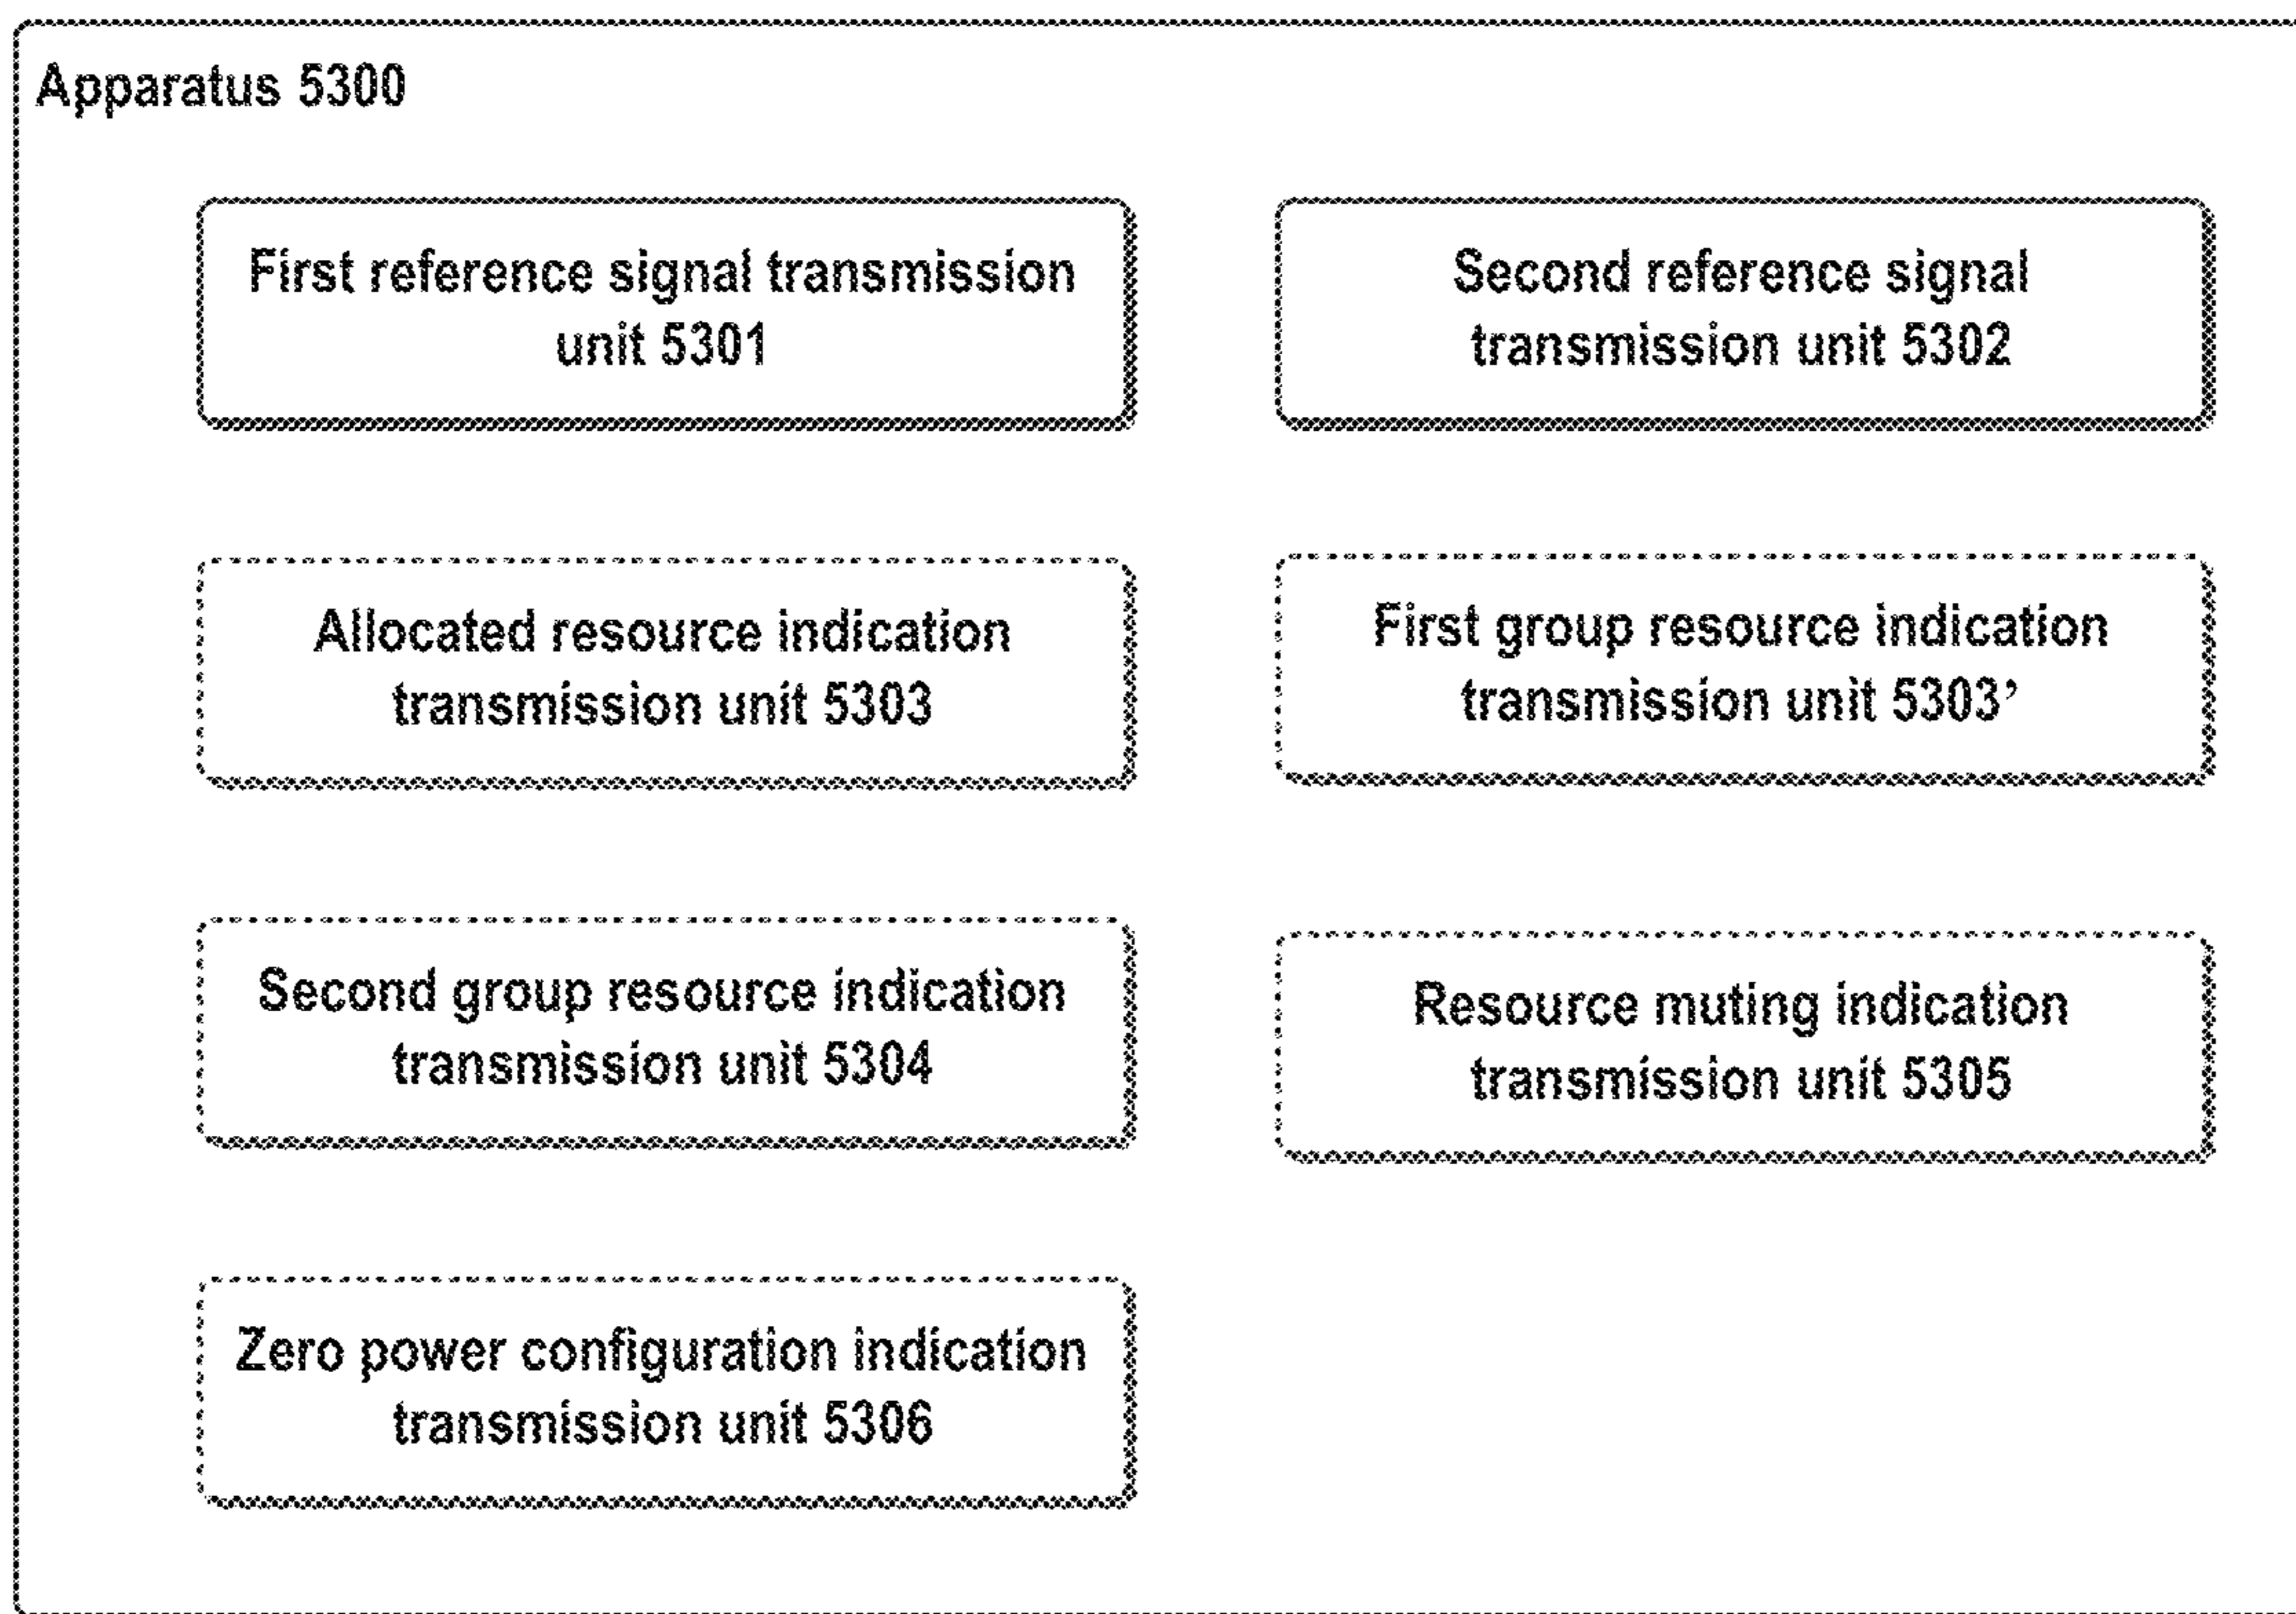 Apparatus 5300
First reference signal transmission
unit 5301
Second reference signal
transmission unit 5302
Allocated resource indication
transmission unit 5303
First group resource indication
transmission unit 5303’
Second group resource indication
transmission unit 5304
Resource muting indication
transmission unit 5305
Zero power configuration indication
transmission unit 5306